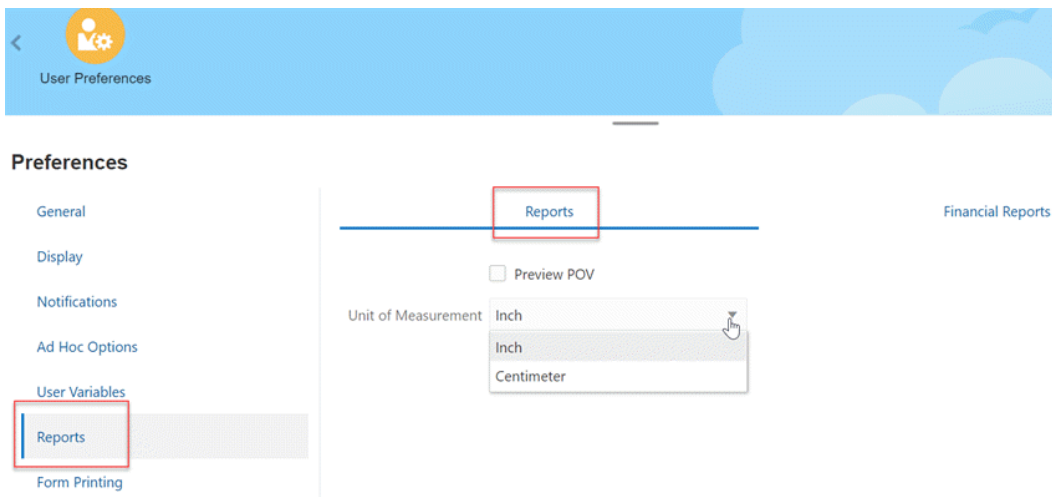 User Preferences
Preferences
General
Display
Notifications
Ad Hoc Options
User Variables
Reports
Form Printing
Reports
Financial Reports
Preview POV
Unit of Measurement Inch
Inch
Centimeter